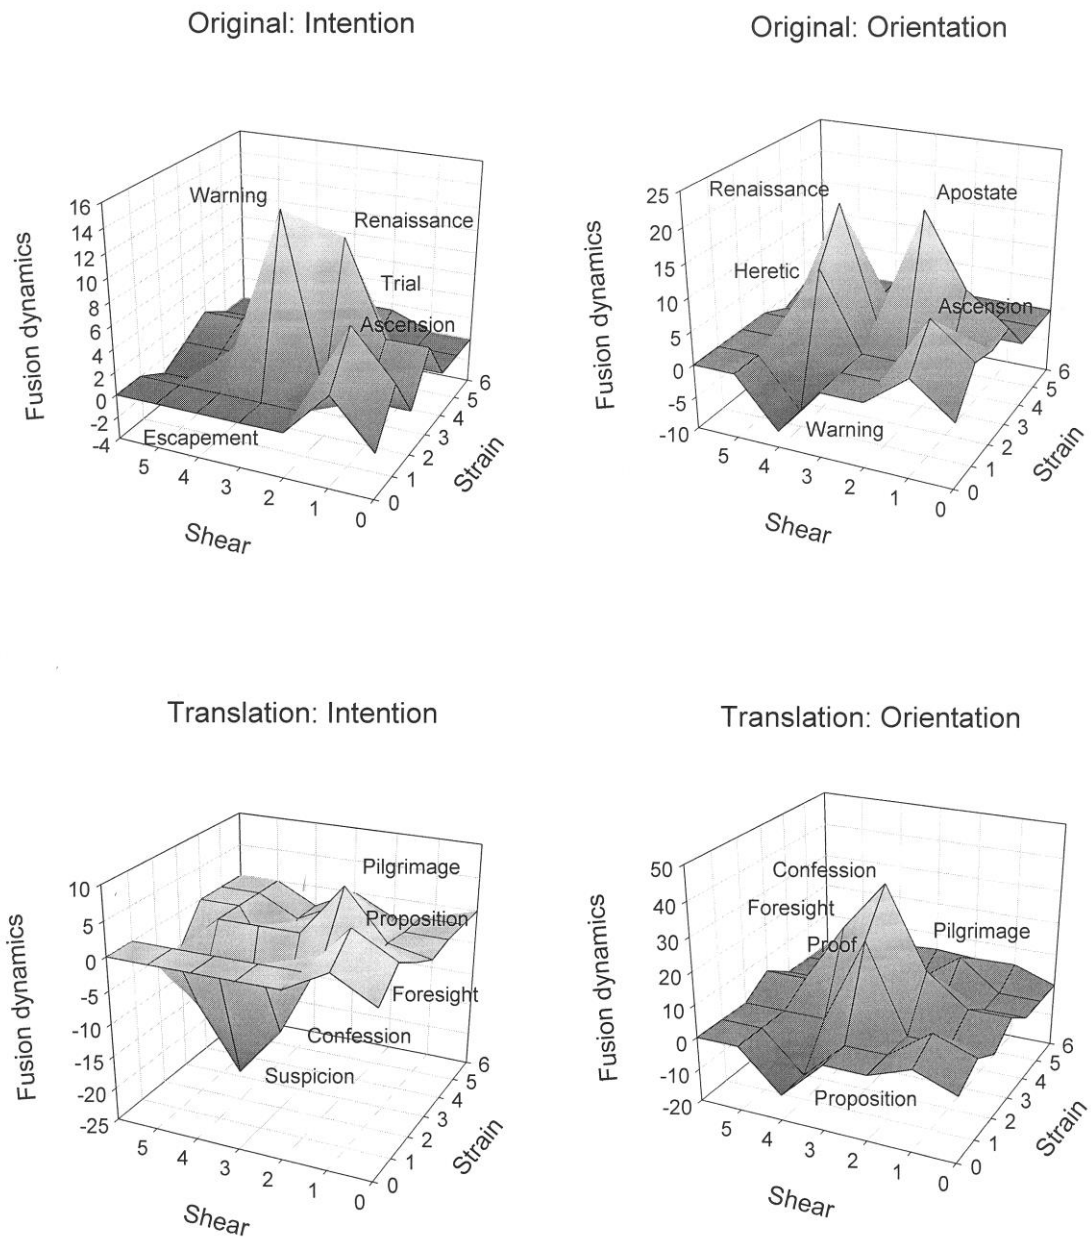 Original: Intention
Original: Orientation
Warning
Renaissance
Trial
Ascension
Escapement
Fusion dynamics
16
14
12
10
8
6
4
2
0
-2
-4
5
4
3
2
1
0
Shear
0
1
2
3
4
5
6
Strain
Renaissance
Apostate
Heretic
Ascension
Warning
Fusion dynamics
25
20
15
10
5
0
-5
-10
5
4
3
2
1
0
Shear
0
1
2
3
4
5
6
Strain
Translation: Intention
Translation: Orientation
Pilgrimage
Proposition
Foresight
Confession
Suspicion
Fusion dynamics
10
5
0
-5
-10
-15
-20
-25
5
4
3
2
1
0
Shear
0
1
2
3
4
5
6
Strain
Confession
Foresight
Proof
Pilgrimage
Proposition
Fusion dynamics
50
40
30
20
10
0
-10
-20
5
4
3
2
1
0
Shear
0
1
2
3
4
5
6
Strain